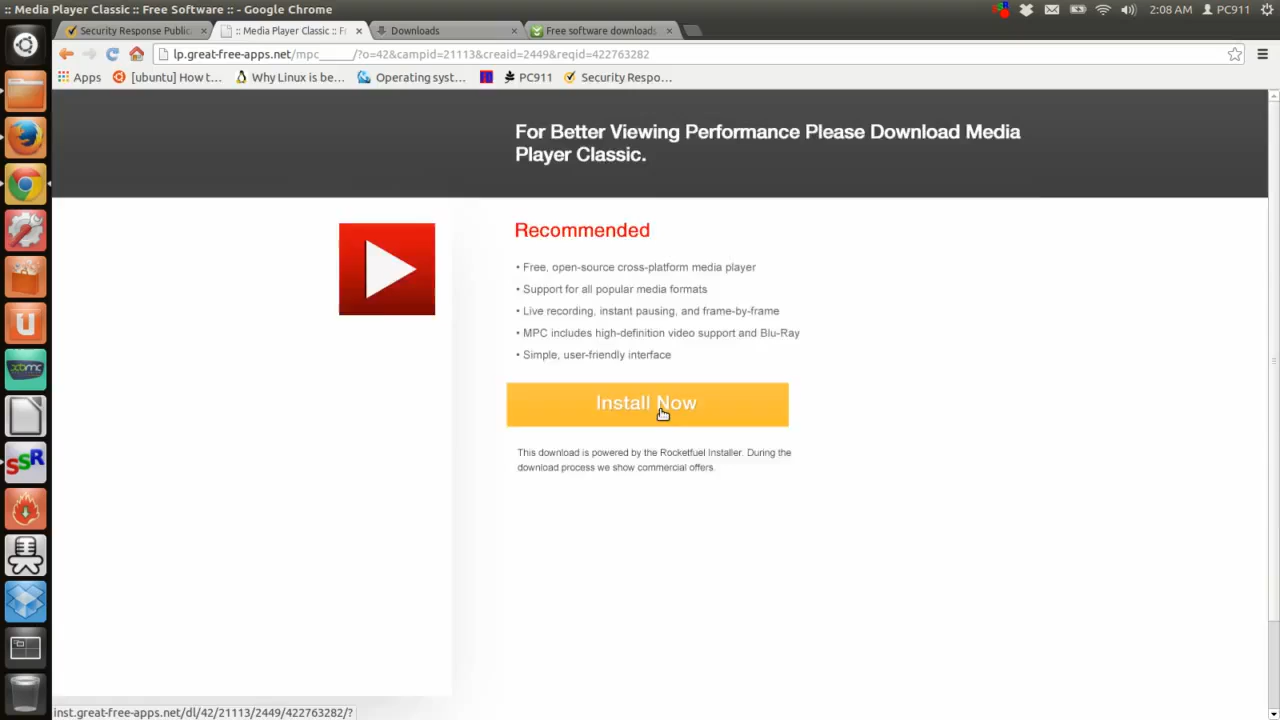 :: Media Player Classic :: Free Software :: - Google Chrome
2:08 AM
PC911
Security Response Public
:: Media Player Classic :: F
Downloads
Free software downloads
lp.great-free-apps.net/mpc_____/?o=42&campid=21113&creaid=2449&reqid=422763282
Apps
[ubuntu] How t...
Why Linux is be...
Operating syst...
PC911
Security Respo...
For Better Viewing Performance Please Download Media
Player Classic.
Recommended
• Free, open-source cross-platform media player
• Support for all popular media formats
• Live recording, instant pausing, and frame-by-frame
• MPC includes high-definition video support and Blu-Ray
• Simple, user-friendly interface
Install Now
This download is powered by the Rocketfuel Installer. During the
download process we show commercial offers.
xbmc
SSR
inst.great-free-apps.net/dl/42/21113/2449/422763282/?